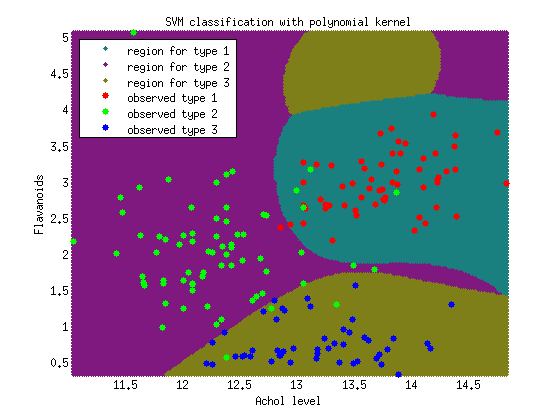 SVM classification with polynomial kernel
region for type 1
region for type 2
region for type 3
observed type 1
observed type 2
observed type 3
Flavanoids
5
4.5
4
3.5
3
2.5
2
1.5
1
0.5
11.5 12 12.5 13 13.5 14 14.5
Achol level